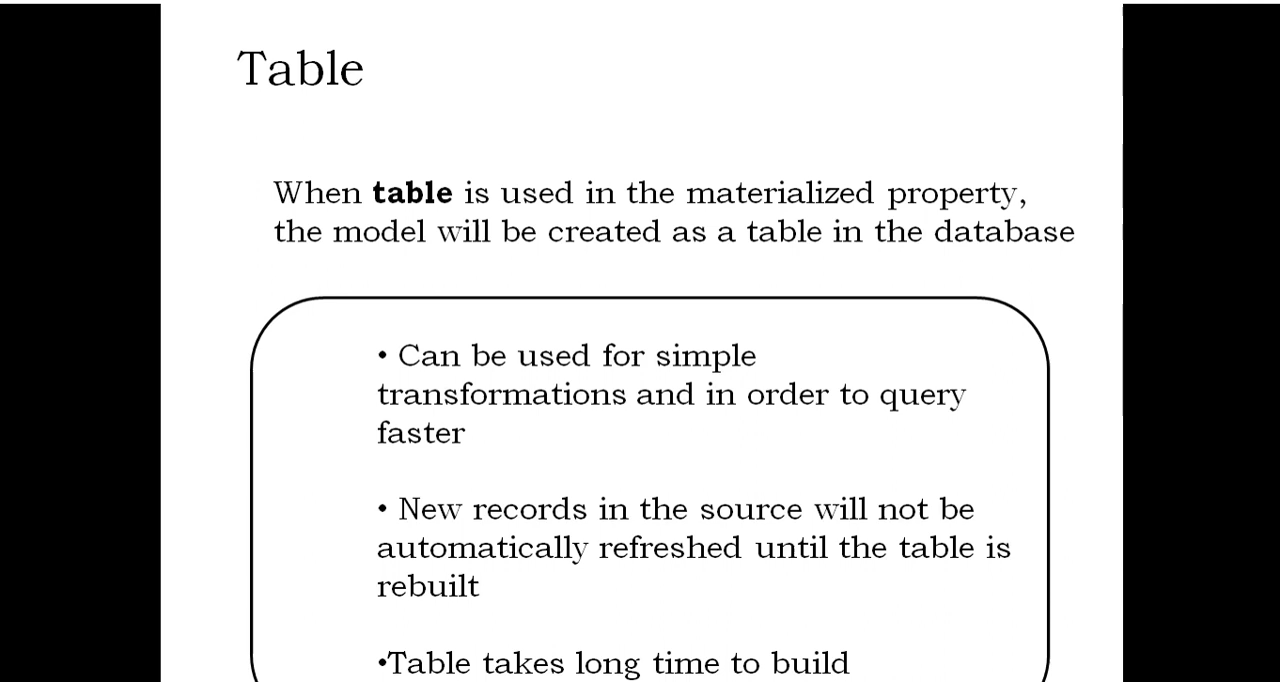 Table
When table is used in the materialized property,
the model will be created as a table in the database
• Can be used for simple
transformations and in order to query
faster
• New records in the source will not be
automatically refreshed until the table is
rebuilt
•Table takes long time to build